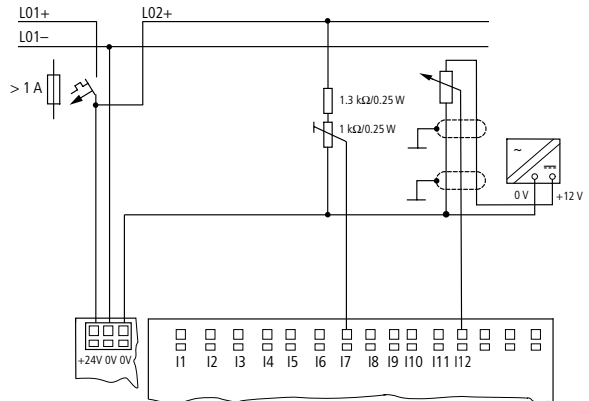 L01+ L02+
L01–
> 1 A
1.3 kΩ/0.25 W
1 kΩ/0.25 W
~
0 V +12 V
+24V 0V 0V
I1 I2 I3 I4 I5 I6 I7 I8 I9 I10 I11 I12